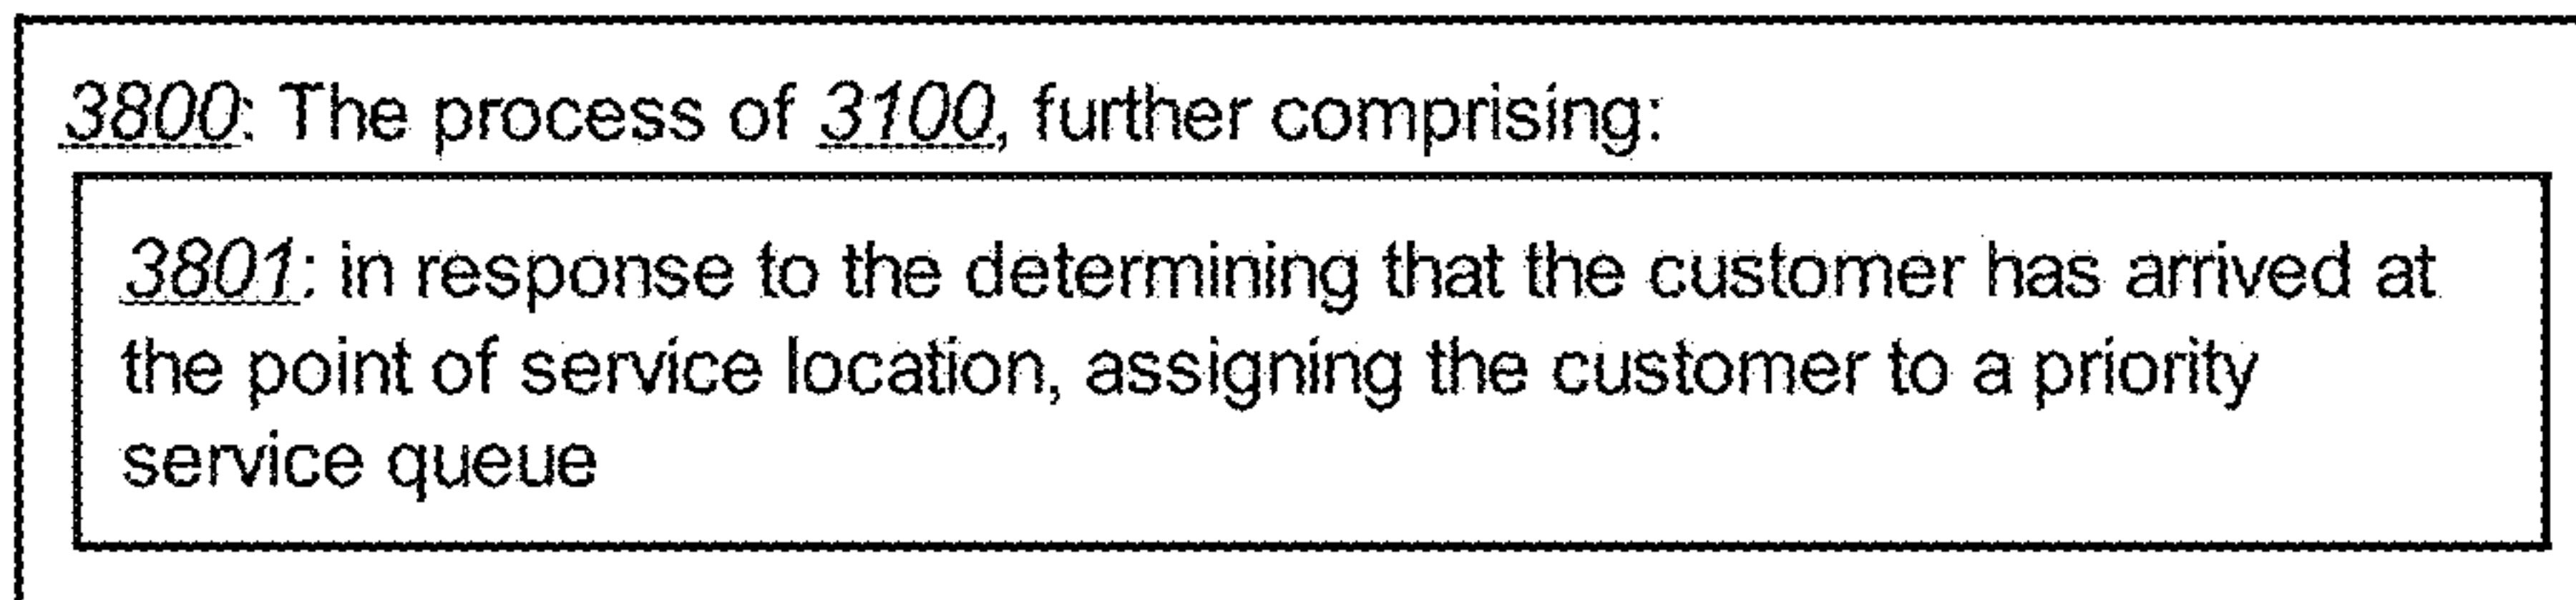 3800: The process of 3100, further comprising:
3801: in response to the determining that the customer has arrived at
the point of service location, assigning the customer to a priority
service queue